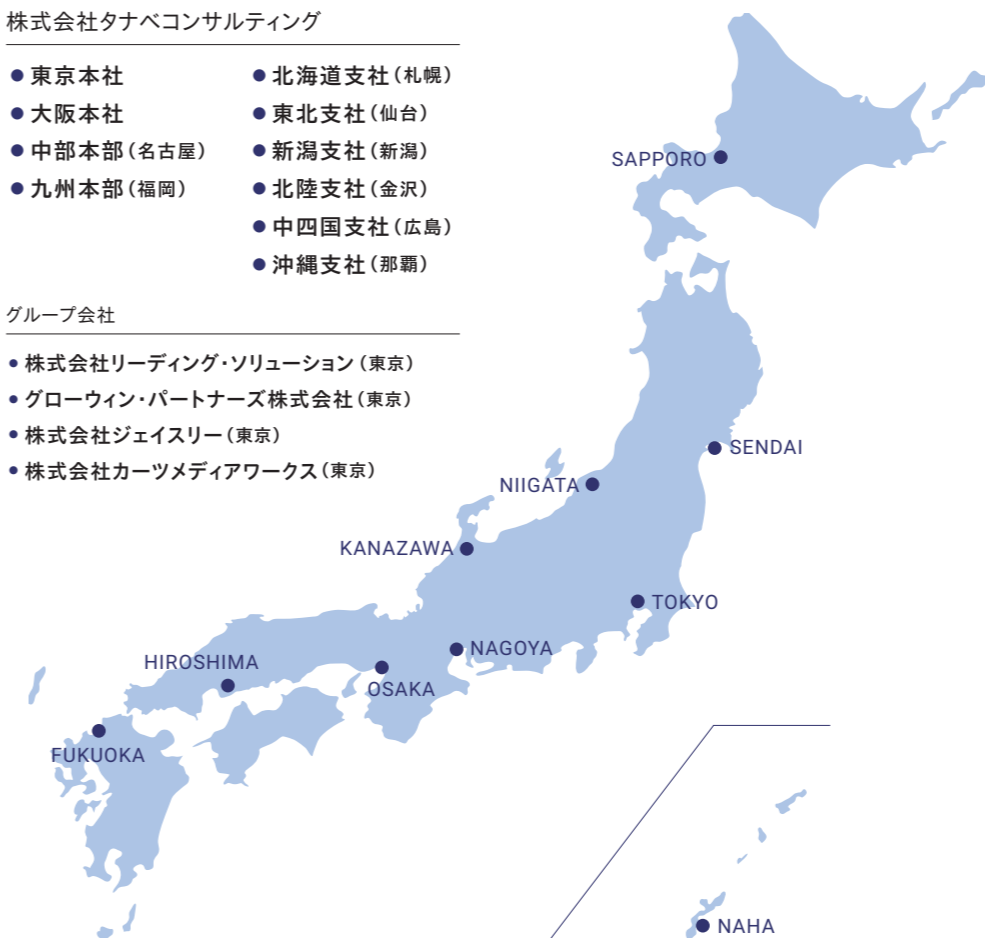 株式会社タナベコンサルティング
● 東京本社
● 大阪本社
● 中部本部（名古屋）
● 九州本部（福岡）
● 北海道支社（札幌）
● 東北支社（仙台）
● 新潟支社（新潟）
● 北陸支社（金沢）
● 中四国支社（広島）
● 沖縄支社（那覇）
グループ会社
● 株式会社リーディング・ソリューション（東京）
● グローウィン・パートナーズ株式会社（東京）
● 株式会社ジェイスリー（東京）
● 株式会社カーツメディアワークス（東京）
SAPPORO
SENDAI
NIIGATA
KANAZAWA
TOKYO
NAGOYA
HIROSHIMA
OSAKA
FUKUOKA
NAHA